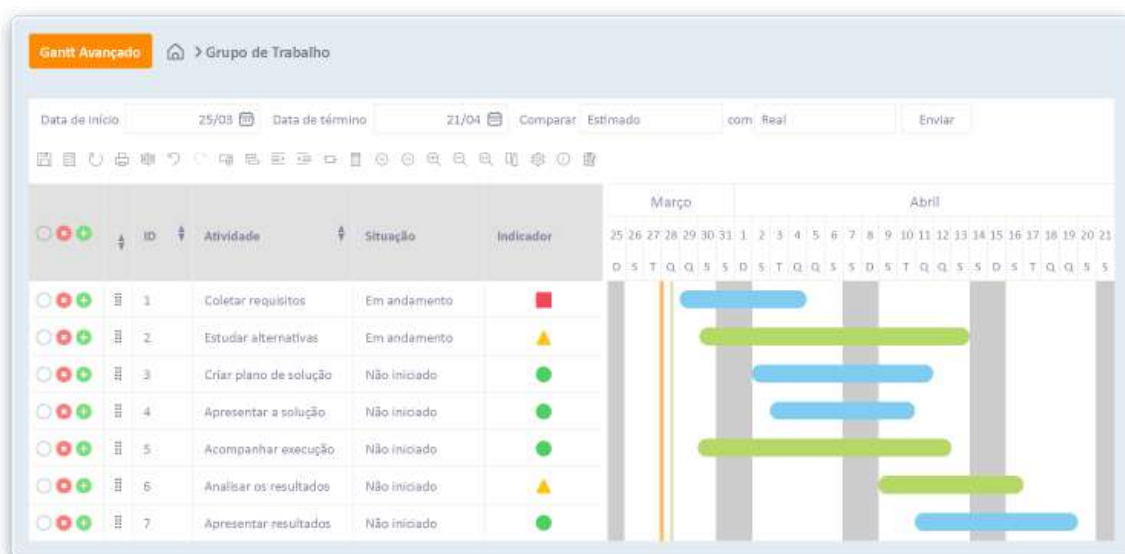 Gantt Avançado > Grupo de Trabalho
Data de início 25/03 Data de término 21/04 Comparar Estimado com Real Enviar
Março Abril
ID Atividade Situação Indicador
25 26 27 28 29 30 31 1 2 3 4 5 6 7 8 9 10 11 12 13 14 15 16 17 18 19 20 21
D S T Q Q S S D S T Q Q S S D S T Q Q S S D S T Q Q S S
1 Coletar requisitos Em andamento
2 Estudar alternativas Em andamento
3 Criar plano de solução Não iniciado
4 Apresentar a solução Não iniciado
5 Acompanhar execução Não iniciado
6 Analisar os resultados Não iniciado
7 Apresentar resultados Não iniciado